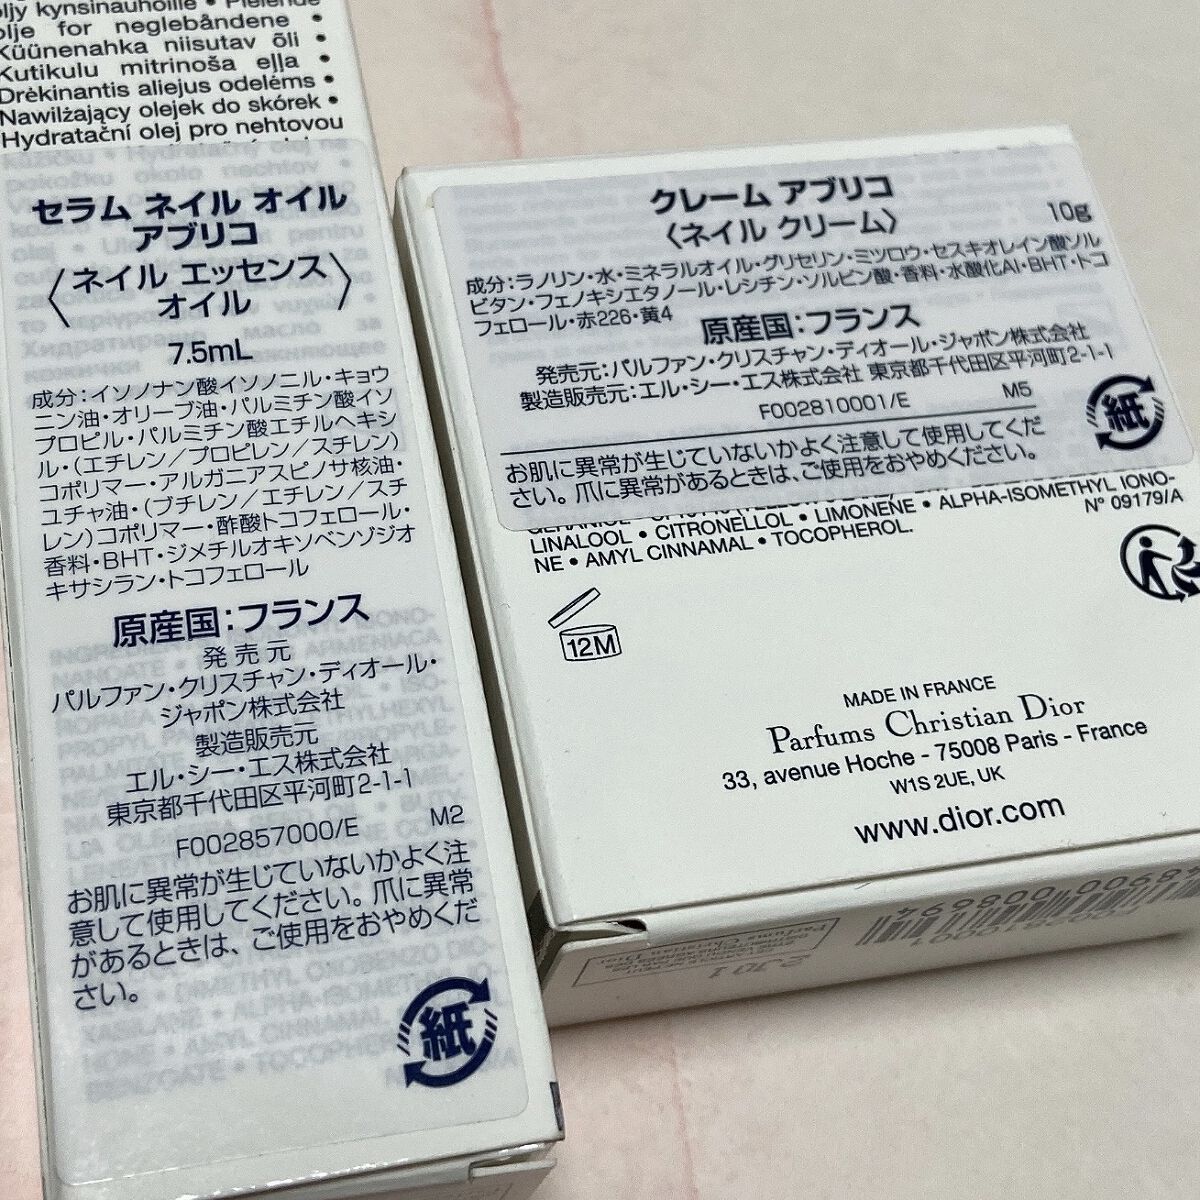 öljy kynsinauhoille • Plejende
olje for neglebåndene •
Küünenahka niisutav õli •
Kutikulu mitrinoša eļļa •
Drėkinantis aliejus odelėms •
Nawilżający olejek do skórek •
Hydratační olej pro nehtovou
セラム ネイル オイル
アブリコ
〈ネイル エッセンス
オイル〉
7.5mL
成分:イソノナン酸イソノニル・キョウ
ニン油・オリーブ油・パルミチン酸イソ
プロピル・パルミチン酸エチルヘキシ
ル・(エチレン/プロピレン/スチレン)
コポリマー・アルガニアスピノサ核油・
ユチャ油・(ブチレン/エチレン/スチ
レン)コポリマー・酢酸トコフェロール・
香料・BHT・ジメチルオキソベンゾジオ
キサシラン・トコフェロール
原産国:フランス
発売元
パルファン・クリスチャン・ディオール・
ジャポン株式会社
製造販売元
エル・シー・エス株式会社
東京都千代田区平河町2-1-1
F002857000/E M2
お肌に異常が生じていないかよく注
意して使用してください。爪に異常
があるときは、ご使用をおやめくだ
さい。
紙
クレーム アブリコ
〈ネイル クリーム〉 10g
成分:ラノリン・水・ミネラルオイル・グリセリン・ミツロウ・セスキオレイン酸ソル
ビタン・フェノキシエタノール・レシチン・ソルビン酸・香料・水酸化Al・BHT・トコ
フェロール・赤226・黄4
原産国:フランス
発売元:パルファン・クリスチャン・ディオール・ジャポン株式会社
製造販売元:エル・シー・エス株式会社 東京都千代田区平河町2-1-1
F002810001/E M5
紙
お肌に異常が生じていないかよく注意して使用してくだ
さい。爪に異常があるときは、ご使用をおやめください。
LINALOOL • CITRONELLOL • LIMONENE • ALPHA-ISOMETHYL IONO-
NE • AMYL CINNAMAL • TOCOPHEROL.
N° 09179/A
12M
MADE IN FRANCE
Parfums Christian Dior
33, avenue Hoche - 75008 Paris - France
W1S 2UE, UK
www.dior.com